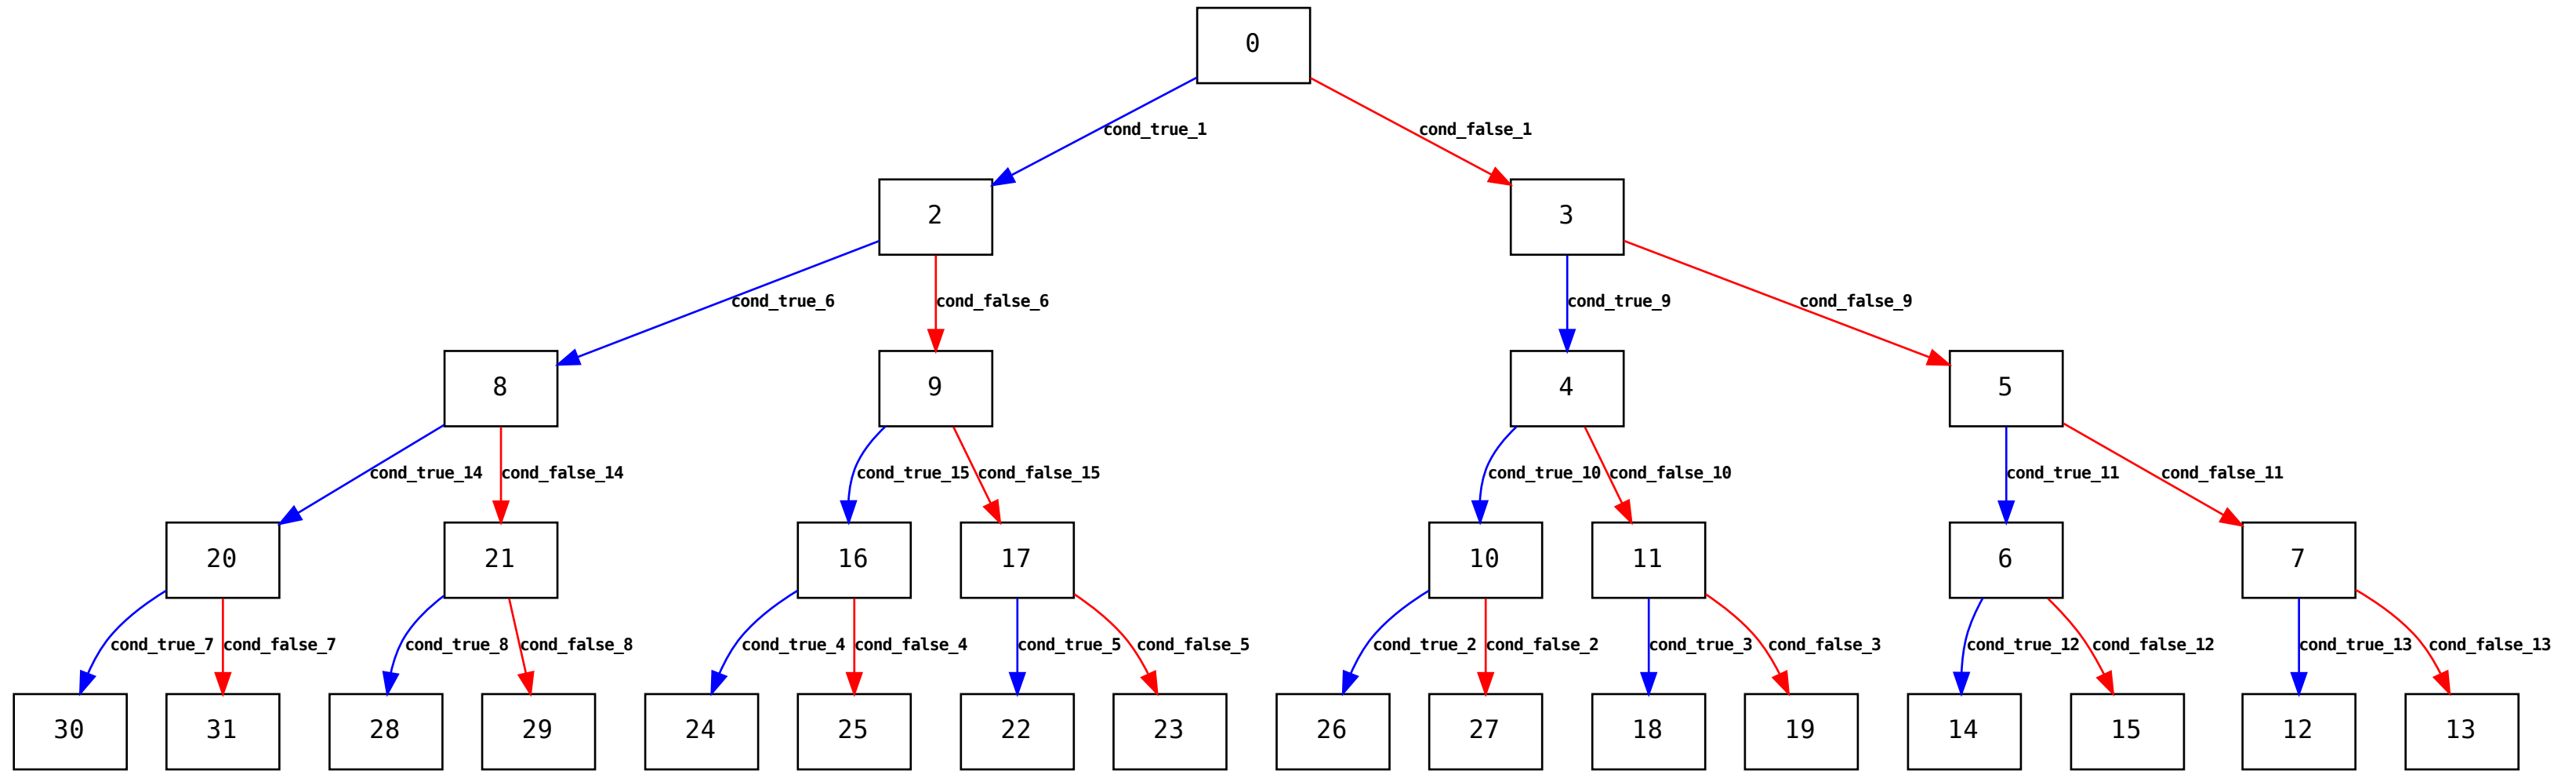 0
cond_true_1 cond_false_1
2 3
cond_true_6 cond_false_6 cond_true_9 cond_false_9
8 9 4 5
cond_true_14 cond_false_14 cond_true_15 cond_false_15 cond_true_10 cond_false_10 cond_true_11 cond_false_11
20 21 16 17 10 11 6 7
cond_true_7 cond_false_7 cond_true_8 cond_false_8 cond_true_4 cond_false_4 cond_true_5 cond_false_5 cond_true_2 cond_false_2 cond_true_3 cond_false_3 cond_true_12 cond_false_12 cond_true_13 cond_false_13
30 31 28 29 24 25 22 23 26 27 18 19 14 15 12 13